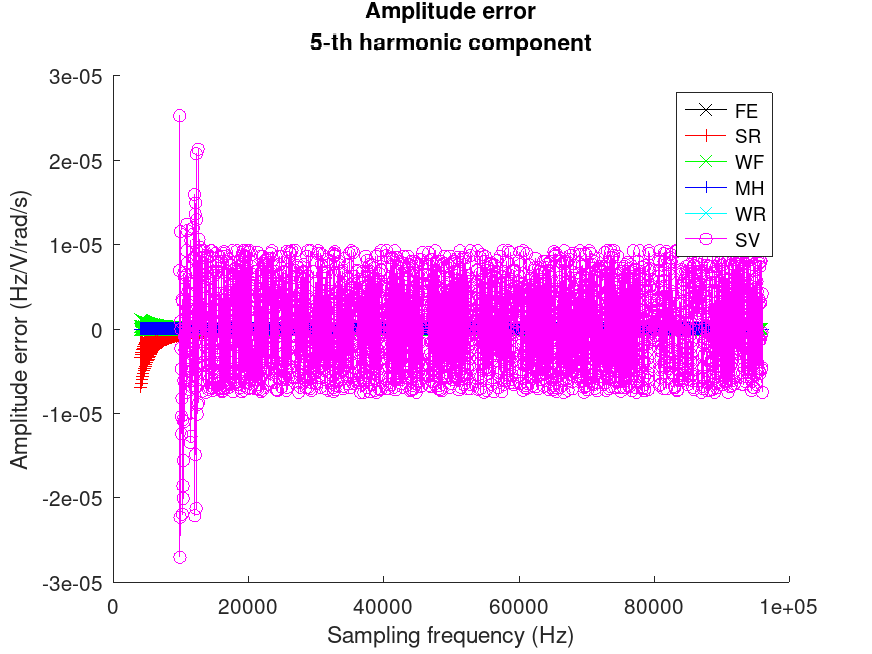 Amplitude error
5-th harmonic component
3e-05
2e-05
1e-05
0
-1e-05
-2e-05
-3e-05
Amplitude error (Hz/V/rad/s)
FE
SR
WF
MH
WR
SV
0
20000
40000
60000
80000
1e+05
Sampling frequency (Hz)